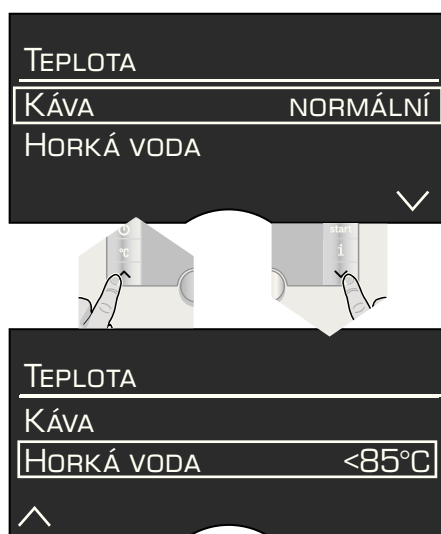 Teplota
Káva normální
Horká voda
°C
start
i
Teplota
Káva
Horká voda <85°C